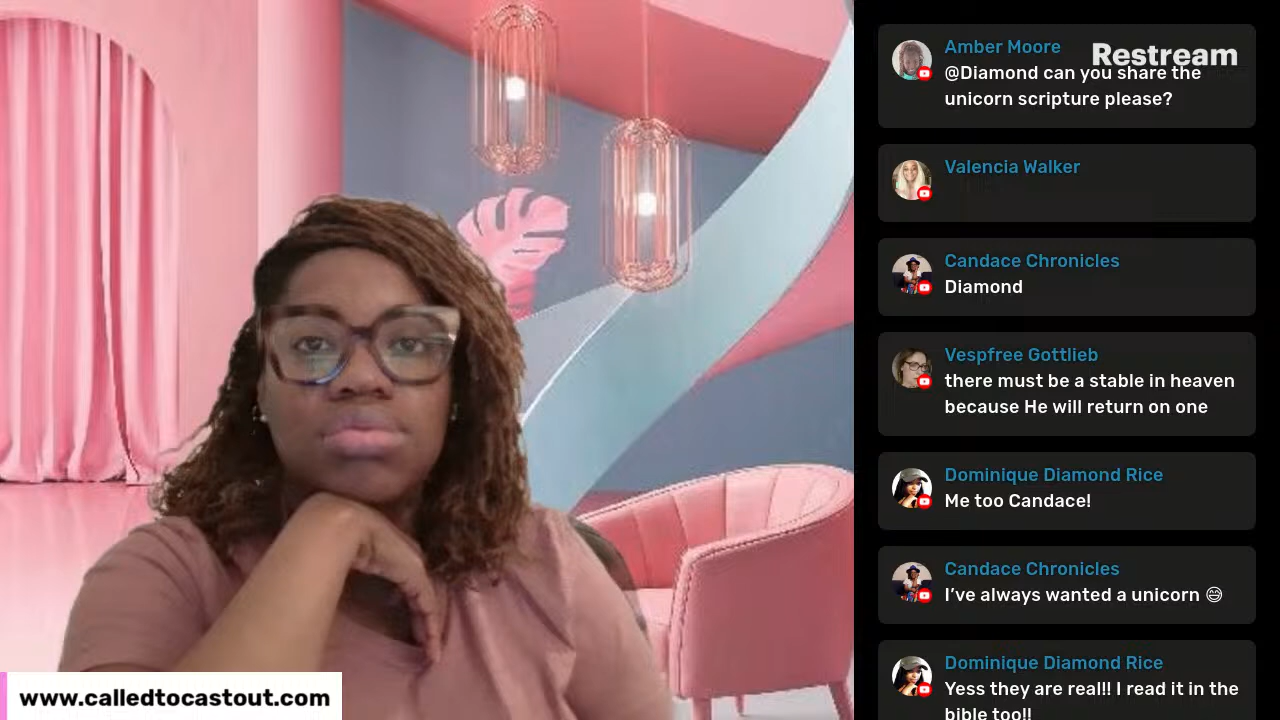 Amber Moore
Restream
@Diamond can you share the
unicorn scripture please?
Valencia Walker
Candace Chronicles
Diamond
Vespfree Gottlieb
there must be a stable in heaven
because He will return on one
Dominique Diamond Rice
Me too Candace!
Candace Chronicles
I’ve always wanted a unicorn 😅
Dominique Diamond Rice
Yess they are real!! I read it in the
bible too!!
www.calledtocastout.com